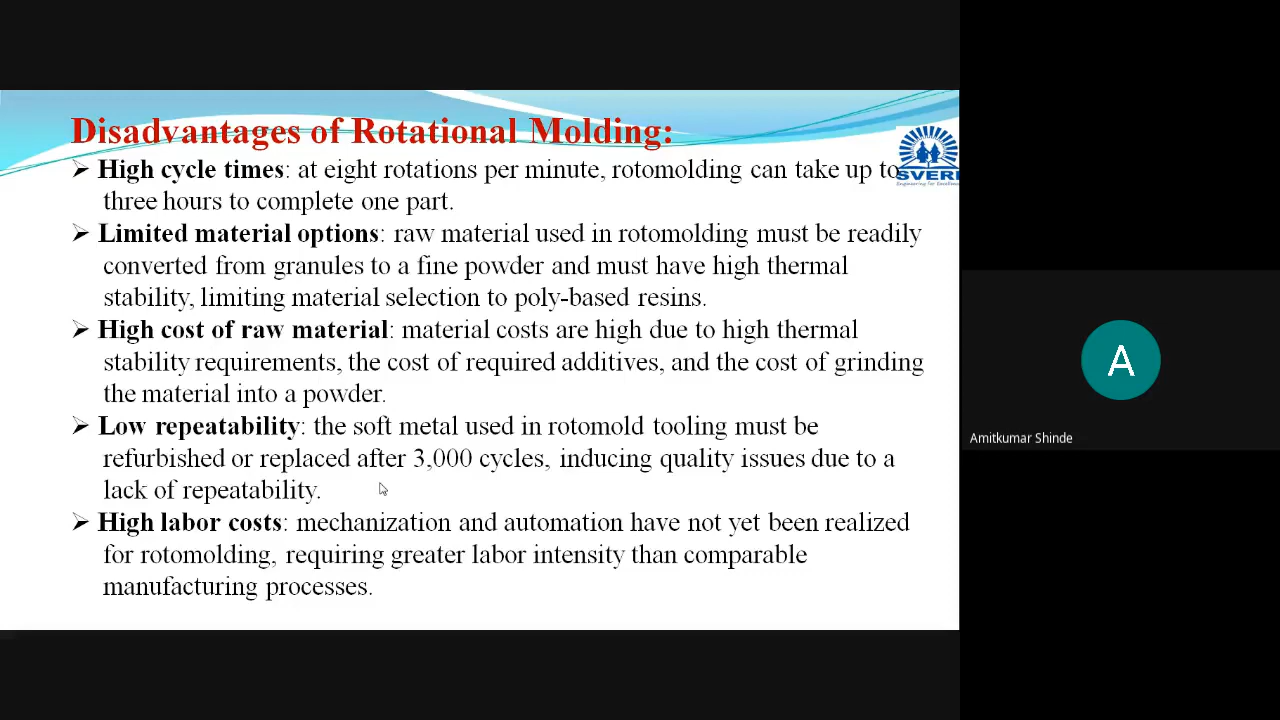 Disadvantages of Rotational Molding:
➢ High cycle times: at eight rotations per minute, rotomolding can take up to
three hours to complete one part.
➢ Limited material options: raw material used in rotomolding must be readily
converted from granules to a fine powder and must have high thermal
stability, limiting material selection to poly-based resins.
➢ High cost of raw material: material costs are high due to high thermal
stability requirements, the cost of required additives, and the cost of grinding
the material into a powder.
➢ Low repeatability: the soft metal used in rotomold tooling must be
refurbished or replaced after 3,000 cycles, inducing quality issues due to a
lack of repeatability.
➢ High labor costs: mechanization and automation have not yet been realized
for rotomolding, requiring greater labor intensity than comparable
manufacturing processes.
SVERI
Engineering for Excellence
A
Amitkumar Shinde